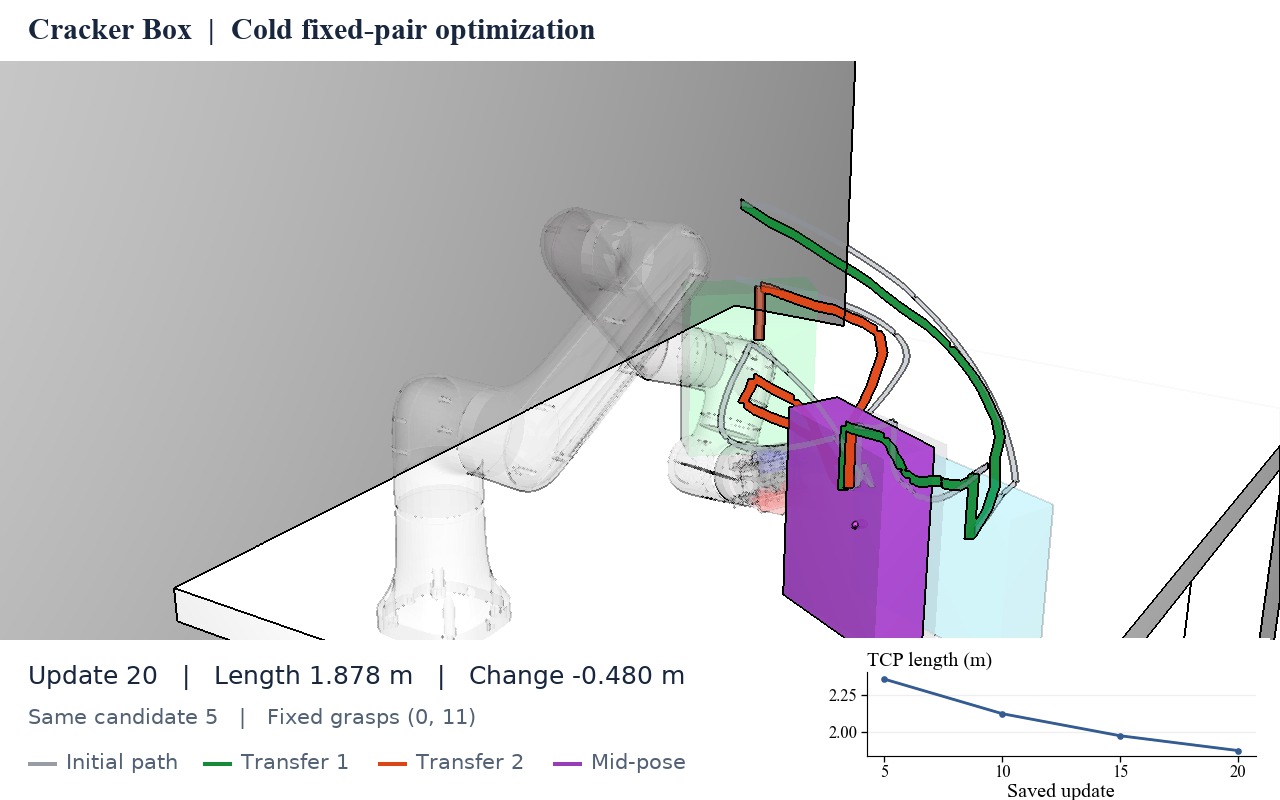 Cracker Box | Cold fixed-pair optimization
Update 20 | Length 1.878 m | Change -0.480 m
Same candidate 5 | Fixed grasps (0, 11)
Initial path Transfer 1 Transfer 2 Mid-pose
TCP length (m)
2.25
2.00
5 10 15 20
Saved update